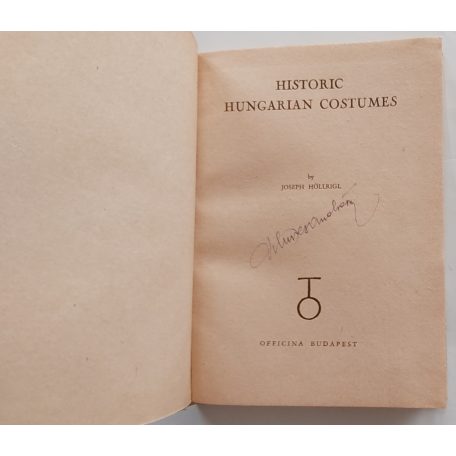 HISTORIC
HUNGARIAN COSTUMES
by
JOSEPH HÖLLRIGL
OFFICINA BUDAPEST